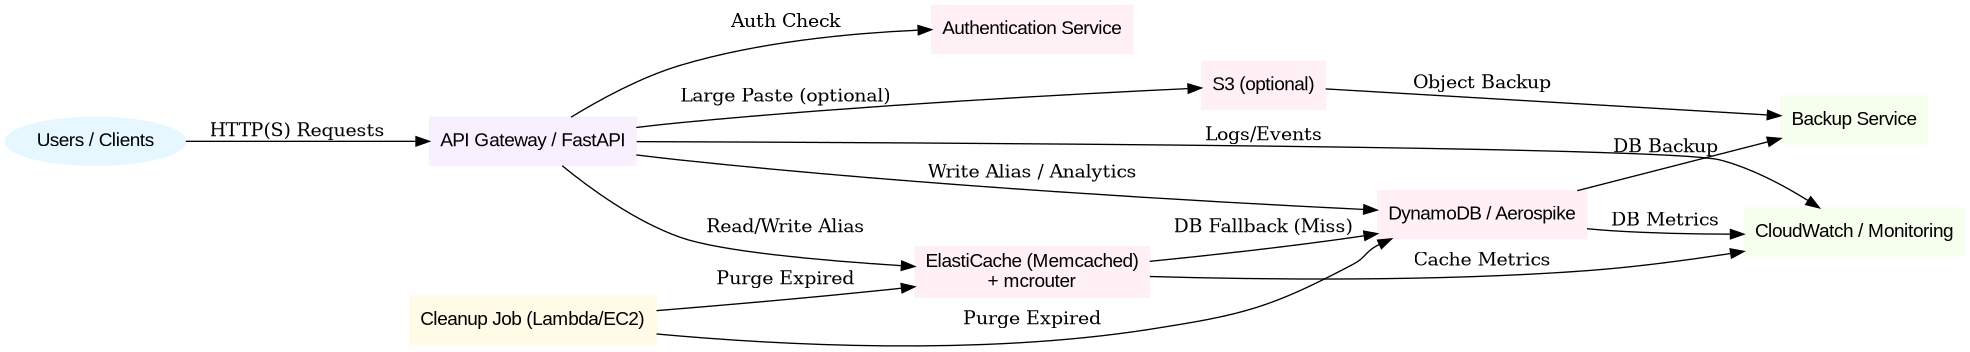 Auth Check
Authentication Service
Large Paste (optional)
S3 (optional)
Object Backup
Backup Service
Users / Clients
HTTP(S) Requests
API Gateway / FastAPI
Logs/Events
DB Backup
Write Alias / Analytics
DynamoDB / Aerospike
DB Metrics
CloudWatch / Monitoring
Read/Write Alias
DB Fallback (Miss)
ElastiCache (Memcached)
+ mcrouter
Cache Metrics
Purge Expired
Cleanup Job (Lambda/EC2)
Purge Expired